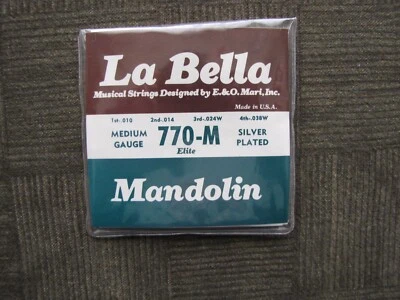 La Bella
Musical Strings Designed by E.&O. Mari, Inc.
Made in U.S.A.
1st-.010 2nd-.014 3rd-.024W 4th-.038W
MEDIUM GAUGE 770-M SILVER PLATED
Elite
Mandolin